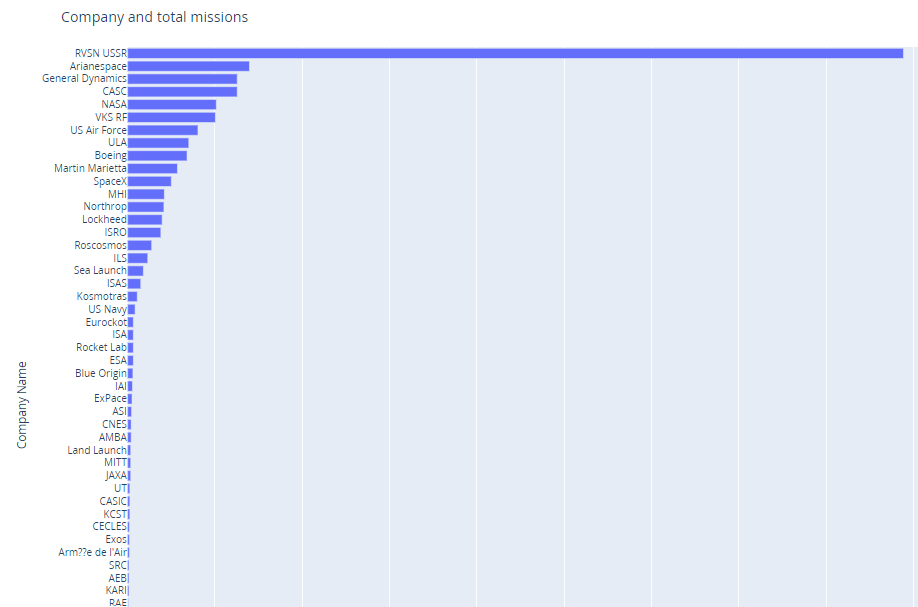 Company and total missions
RVSN USSR
Arianespace
General Dynamics
CASC
NASA
VKS RF
US Air Force
ULA
Boeing
Martin Marietta
SpaceX
MHI
Northrop
Lockheed
ISRO
Roscosmos
ILS
Sea Launch
ISAS
Kosmotras
US Navy
Eurockot
ISA
Rocket Lab
ESA
Blue Origin
IAI
ExPace
ASI
CNES
AMBA
Land Launch
MITT
JAXA
UT
CASIC
KCST
CECLES
Exos
Arm??e de l'Air
SRC
AEB
KARI
RAE
Company Name